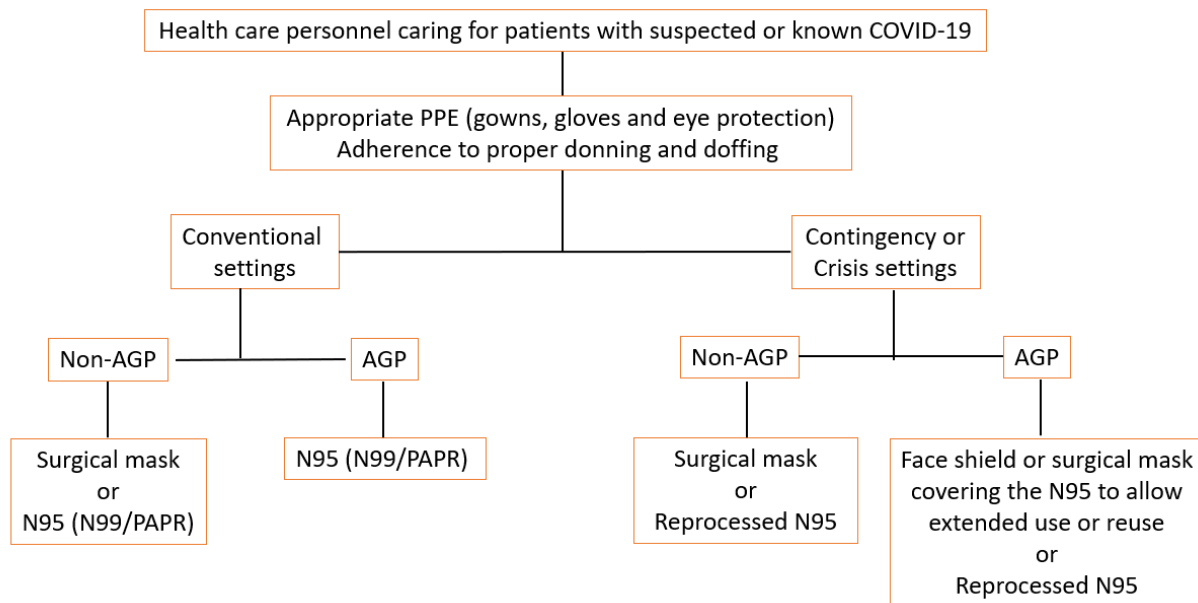 Health care personnel caring for patients with suspected or known COVID-19
Appropriate PPE (gowns, gloves and eye protection)
Adherence to proper donning and doffing
Conventional
settings
Contingency or
Crisis settings
Non-AGP
AGP
Non-AGP
AGP
Surgical mask
or
N95 (N99/PAPR)
N95 (N99/PAPR)
Surgical mask
or
Reprocessed N95
Face shield or surgical mask
covering the N95 to allow
extended use or reuse
or
Reprocessed N95